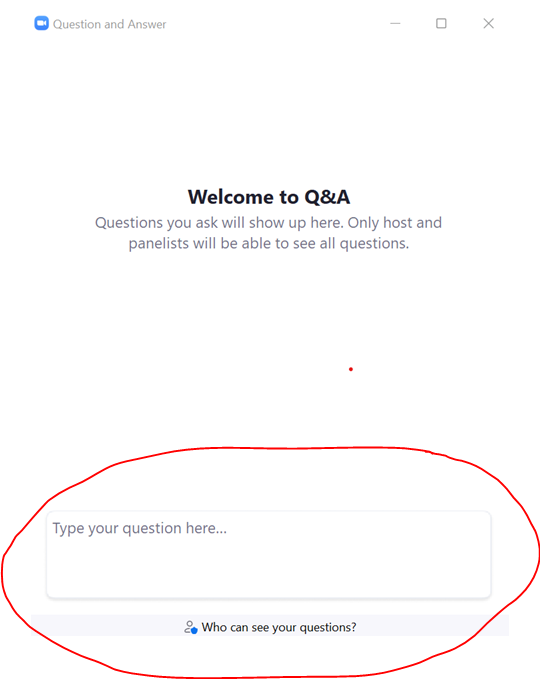 Question and Answer
Welcome to Q&A
Questions you ask will show up here. Only host and
panelists will be able to see all questions.
Type your question here...
Who can see your questions?